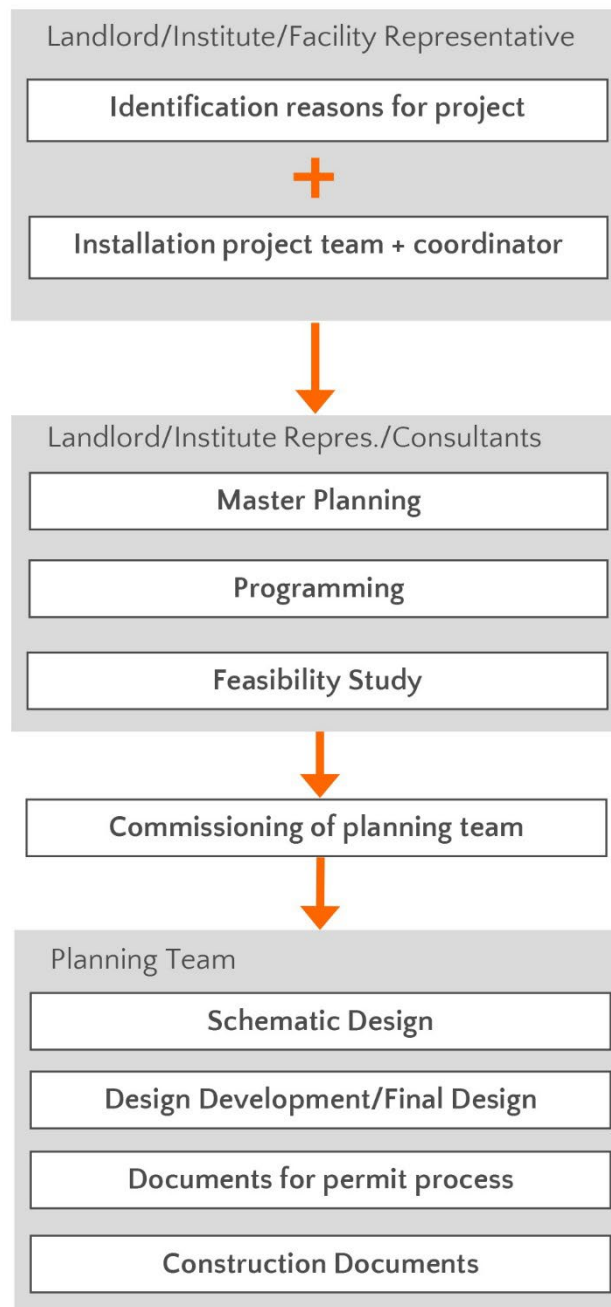 Landlord/Institute/Facility Representative
Identification reasons for project
+
Installation project team + coordinator
Landlord/Institute Repres./Consultants
Master Planning
Programming
Feasibility Study
Commissioning of planning team
Planning Team
Schematic Design
Design Development/Final Design
Documents for permit process
Construction Documents